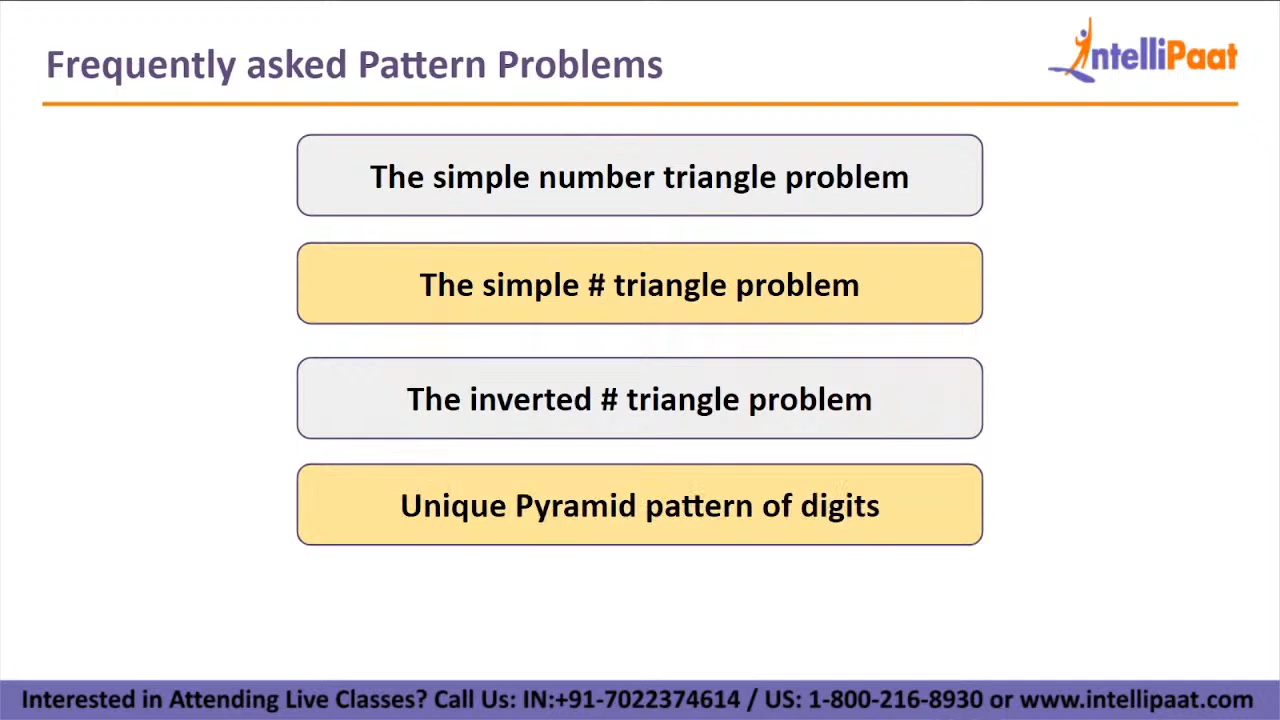 Frequently asked Pattern Problems
IntelliPaat
The simple number triangle problem
The simple # triangle problem
The inverted # triangle problem
Unique Pyramid pattern of digits
Interested in Attending Live Classes? Call Us: IN:+91-7022374614 / US: 1-800-216-8930 or www.intellipaat.com